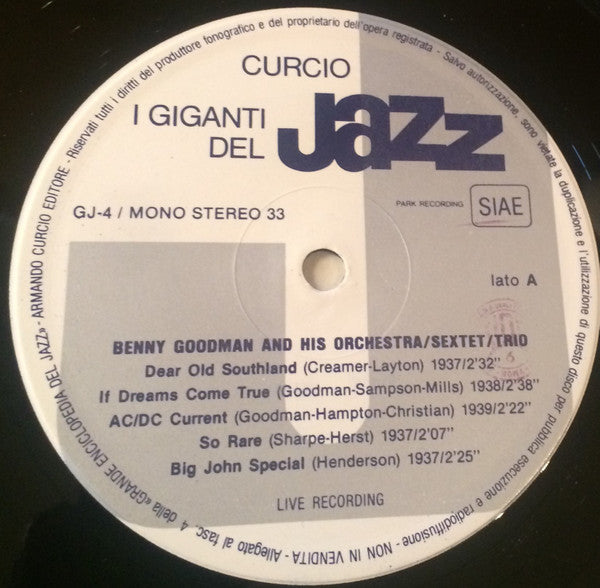 - Riservati tutti i diritti del produttore fonografico e del proprietario dell'opera registrata - Salvo autorizzazione, sono vietate la duplicazione e l'utilizzazione di questo disco per pubblica esecuzione e radiodiffusione - NON IN VENDITA - Allegato al fasc. 4 della «GRANDE ENCICLOPEDIA DEL JAZZ» - ARMANDO CURCIO EDITORE
CURCIO
I GIGANTI
DEL Jazz
PARK RECORDING SIAE
GJ-4 / MONO STEREO 33
lato A
BENNY GOODMAN AND HIS ORCHESTRA/SEXTET/TRIO
Dear Old Southland (Creamer-Layton) 1937/2'32"
If Dreams Come True (Goodman-Sampson-Mills) 1938/2'38"
AC/DC Current (Goodman-Hampton-Christian) 1939/2'22"
So Rare (Sharpe-Herst) 1937/2'07"
Big John Special (Henderson) 1937/2'25"
LIVE RECORDING